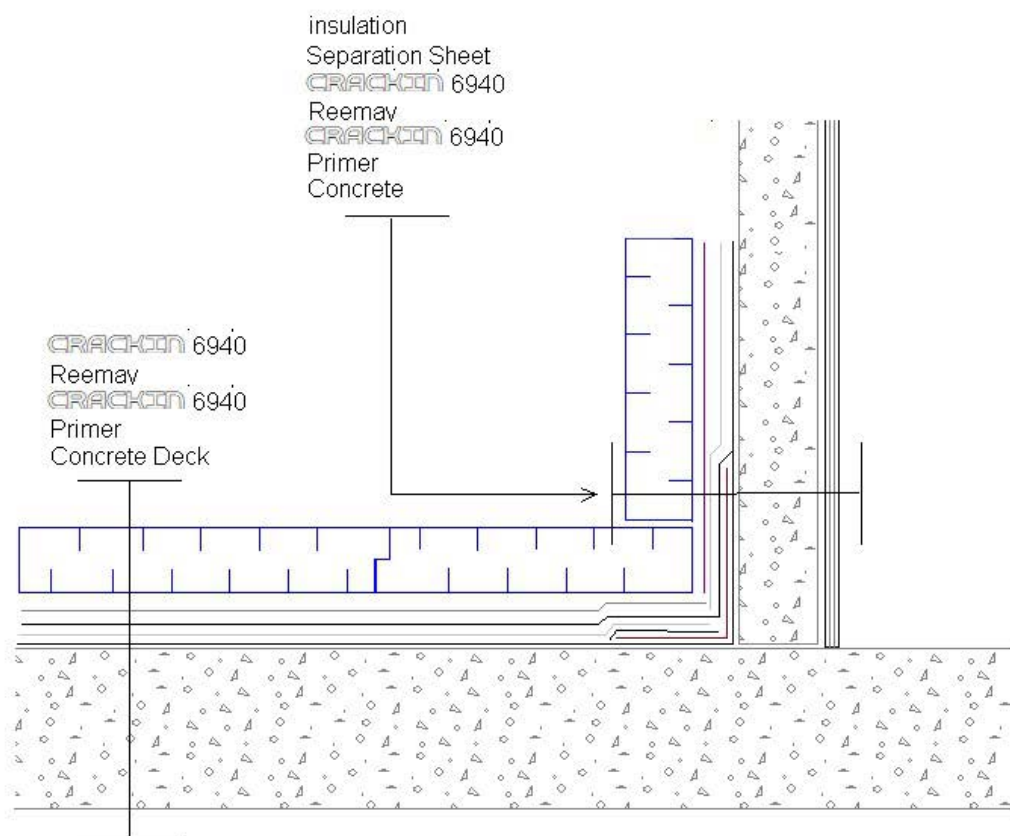 insulation
Separation Sheet
CRACKIN 6940
Reemay
CRACKIN 6940
Primer
Concrete
CRACKIN 6940
Reemay
CRACKIN 6940
Primer
Concrete Deck